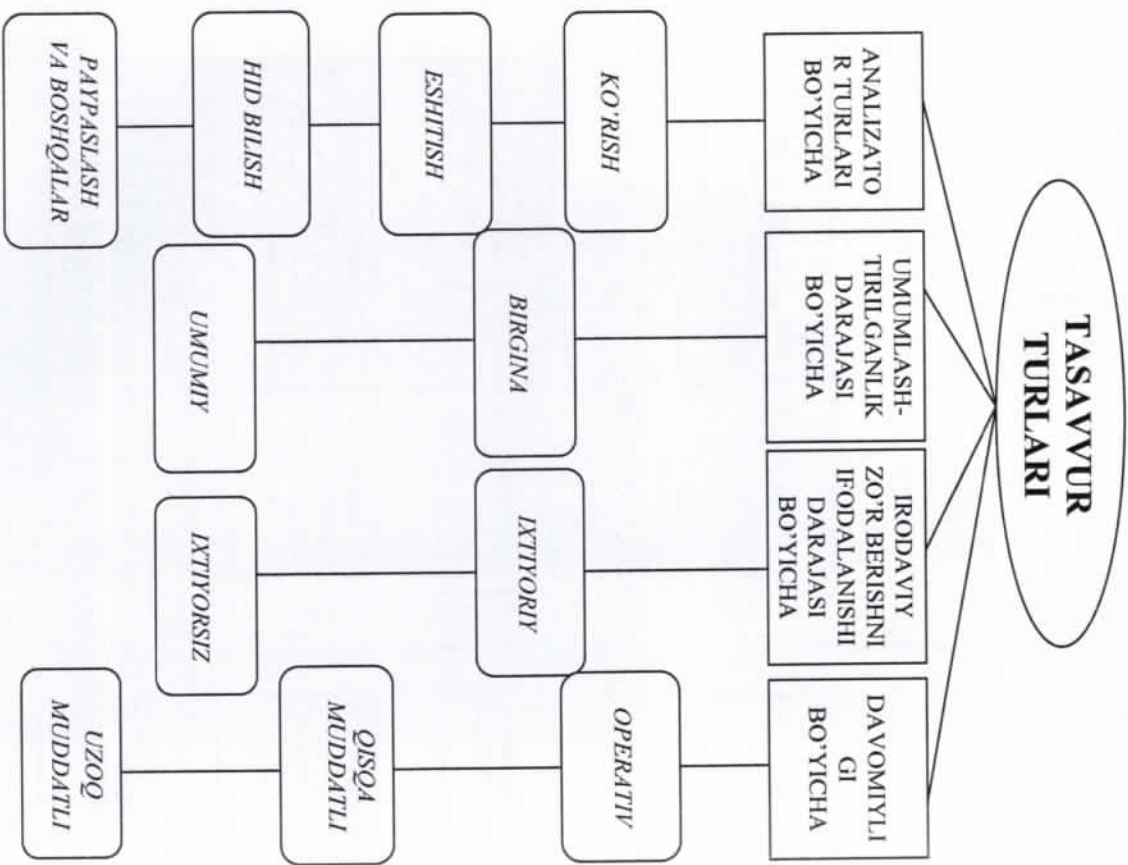 TASAVVUR
TURLARI
ANALIZATO
R TURLARI
BO'YICHA
KO'RISH
ESHITISH
HID BILISH
PAYPASLASH
VA BOSHQALAR
UMUMLASH-
TIRILGANLIK
DARAJASI
BO'YICHA
BIRGINA
UMUMIY
IRODAVIY
ZO'R BERISHNI
IFODALANISHI
DARAJASI
BO'YICHA
IXTIYORIY
IXTIYORSIZ
DAVOMIYLI
GI
BO'YICHA
OPERATIV
QISQA
MUDDATLI
UZOQ
MUDDATLI